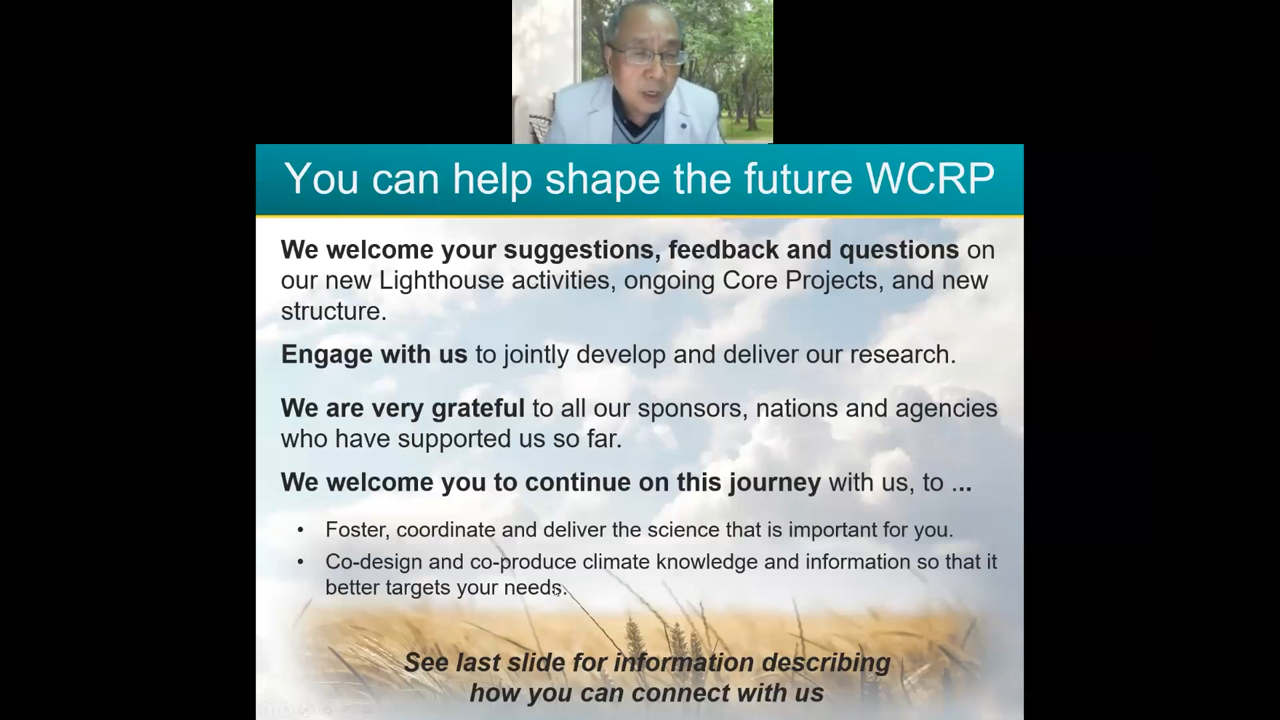 You can help shape the future WCRP
We welcome your suggestions, feedback and questions on
our new Lighthouse activities, ongoing Core Projects, and new
structure.
Engage with us to jointly develop and deliver our research.
We are very grateful to all our sponsors, nations and agencies
who have supported us so far.
We welcome you to continue on this journey with us, to ...
• Foster, coordinate and deliver the science that is important for you.
• Co-design and co-produce climate knowledge and information so that it
better targets your needs.
See last slide for information describing
how you can connect with us